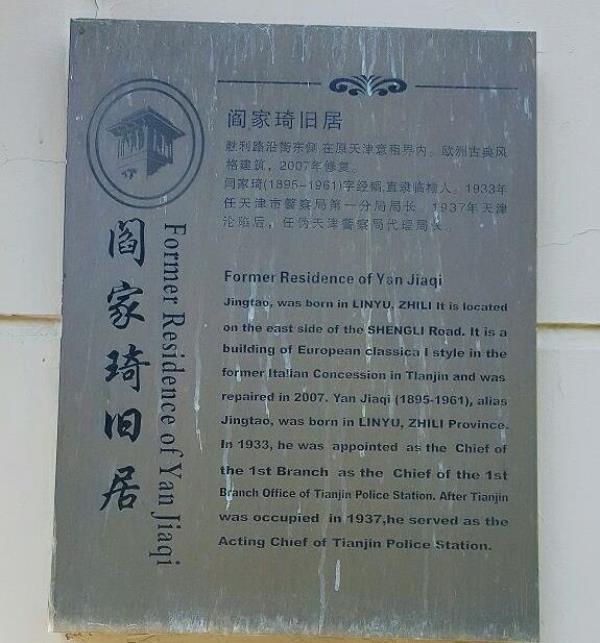 阎家琦旧居
Former Residence of Yan Jiaqi
阎家琦旧居
胜利路沿街东侧,在原天津意租界内。欧洲古典风
格建筑，2007年修复。
闫家琦(1895-1961)字经韬,直隶临榆人。1933年
任天津市警察局第一分局局长。1937年天津
沦陷后，任伪天津警察局代理局长。
Former Residence of Yan Jiaqi
Jingtao, was born in LINYU, ZHILI It is located
on the east side of the SHENGLI Road. It is a
building of European classica l style in the
former Italian Concession in Tianjin and was
repaired in 2007. Yan Jiaqi (1895-1961), alias
Jingtao, was born in LINYU, ZHILI Province.
In 1933, he was appointed as the Chief of
the 1st Branch as the Chief of the 1st
Branch Office of Tianjin Police Station. After Tianjin
was occupied in 1937,he served as the
Acting Chief of Tianjin Police Station.